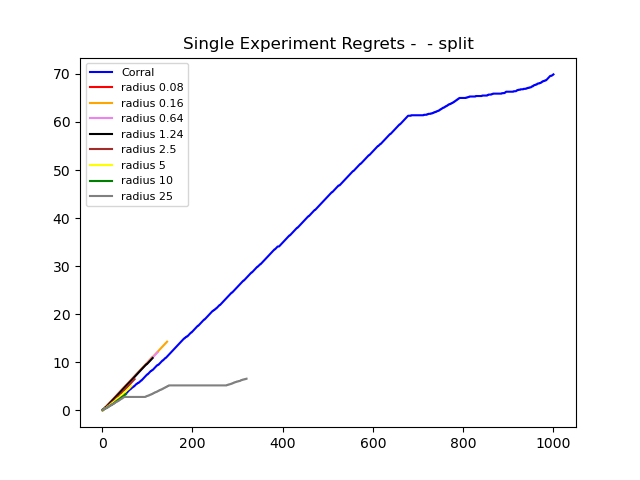 Single Experiment Regrets -  - split
Corral
radius 0.08
radius 0.16
radius 0.64
radius 1.24
radius 2.5
radius 5
radius 10
radius 25
70
60
50
40
30
20
10
0
0 200 400 600 800 1000